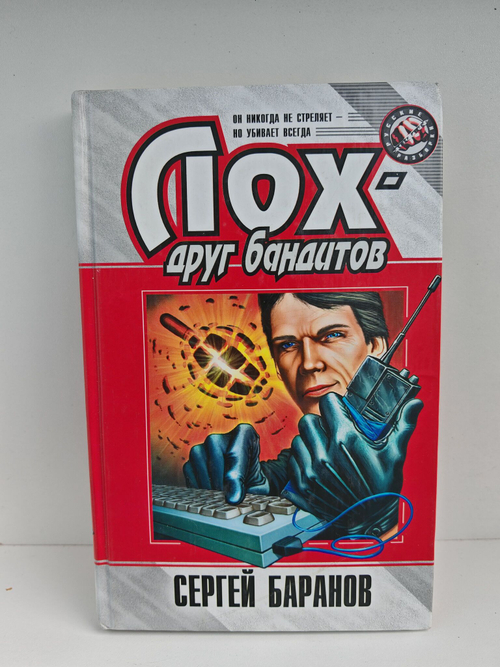 ОН НИКОГДА НЕ СТРЕЛЯЕТ –
НО УБИВАЕТ ВСЕГДА
ЛОХ-
друг бандитов
СЕРГЕЙ БАРАНОВ